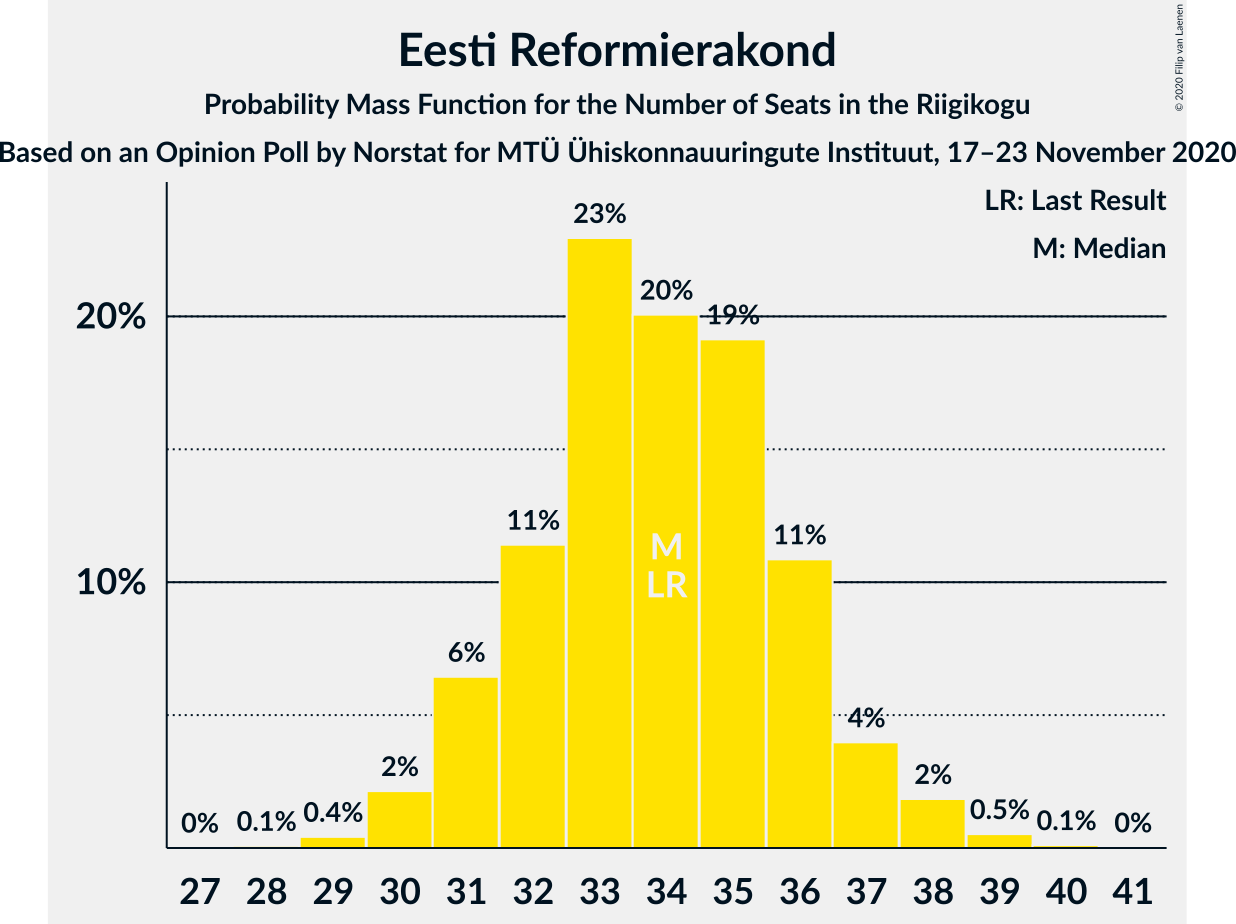 Eesti Reformierakond
Probability Mass Function for the Number of Seats in the Riigikogu
Based on an Opinion Poll by Norstat for MTÜ Ühiskonnauuringute Instituut, 17–23 November 2020
© 2020 Filip van Laenen
LR: Last Result
M: Median
23%
20%
19%
20%
11%
11%
M
LR
10%
6%
4%
2%
2%
0%
0.1%
0.4%
0.5%
0.1%
0%
27 28 29 30 31 32 33 34 35 36 37 38 39 40 41